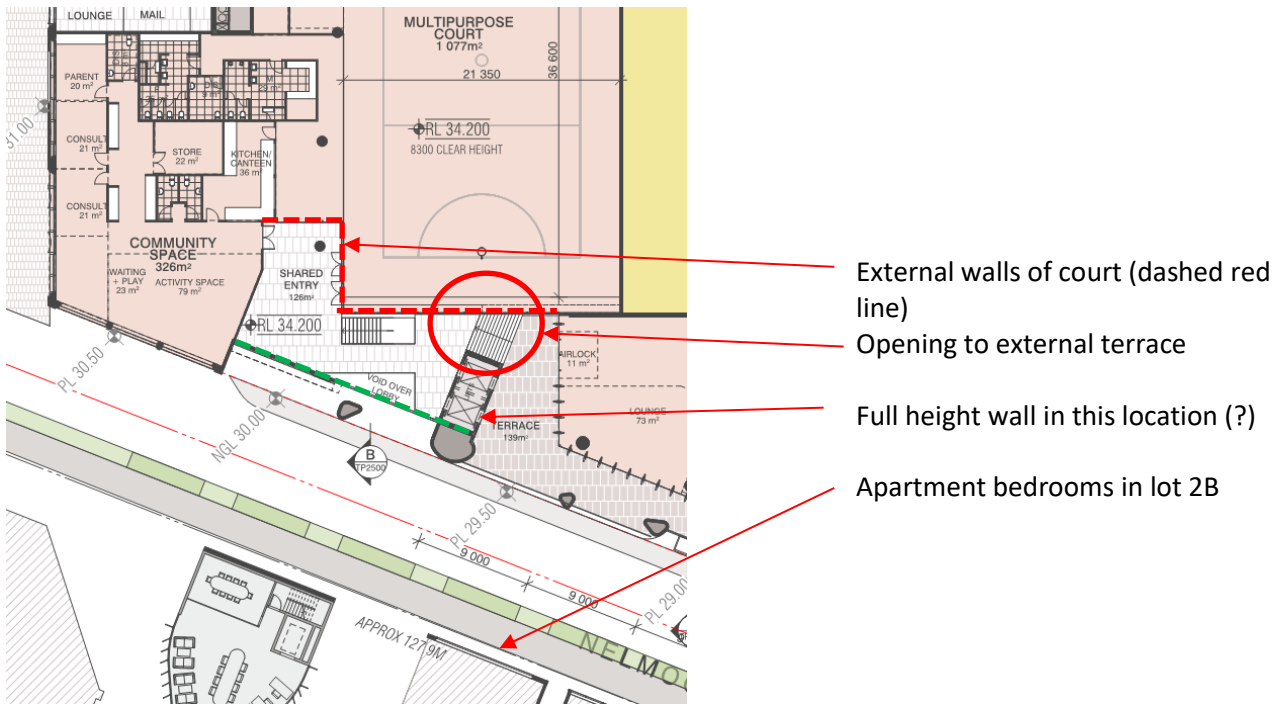 LOUNGE
MAIL
MULTIPURPOSE
COURT
1 077m²
21 350
36 600
PARENT
20 m²
29 m²
31.00
RL 34.200
8300 CLEAR HEIGHT
CONSULT
21 m²
STORE
22 m²
KITCHEN/
CANTEEN
36 m²
CONSULT
21 m²
COMMUNITY
SPACE
326m²
WAITING
+ PLAY
23 m²
ACTIVITY SPACE
79 m²
SHARED
ENTRY
126m²
RL 34.200
External walls of court (dashed red
line)
Opening to external terrace
AIRLOCK
11 m²
PL 30.50
VOID OVER
LOBBY
Full height wall in this location (?)
LOUNGE
73 m²
TERRACE
139m²
NGL 30.00
B
TP2500
Apartment bedrooms in lot 2B
PL 29.50
9 000
9 000
PL 29.00
APPROX 127.9M
NELMO